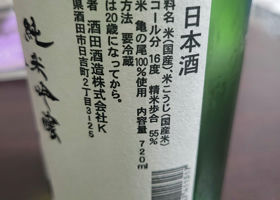 日本酒
料名 米(国産)米こうじ(国産米)
コール分 16度 精米歩合 55%
米 亀の尾100%使用 内容量 720ml
方法 要冷蔵
は20歳になってから。
者 酒田酒造株式会社K
県酒田市日吉町2丁目3-25
純米吟醸